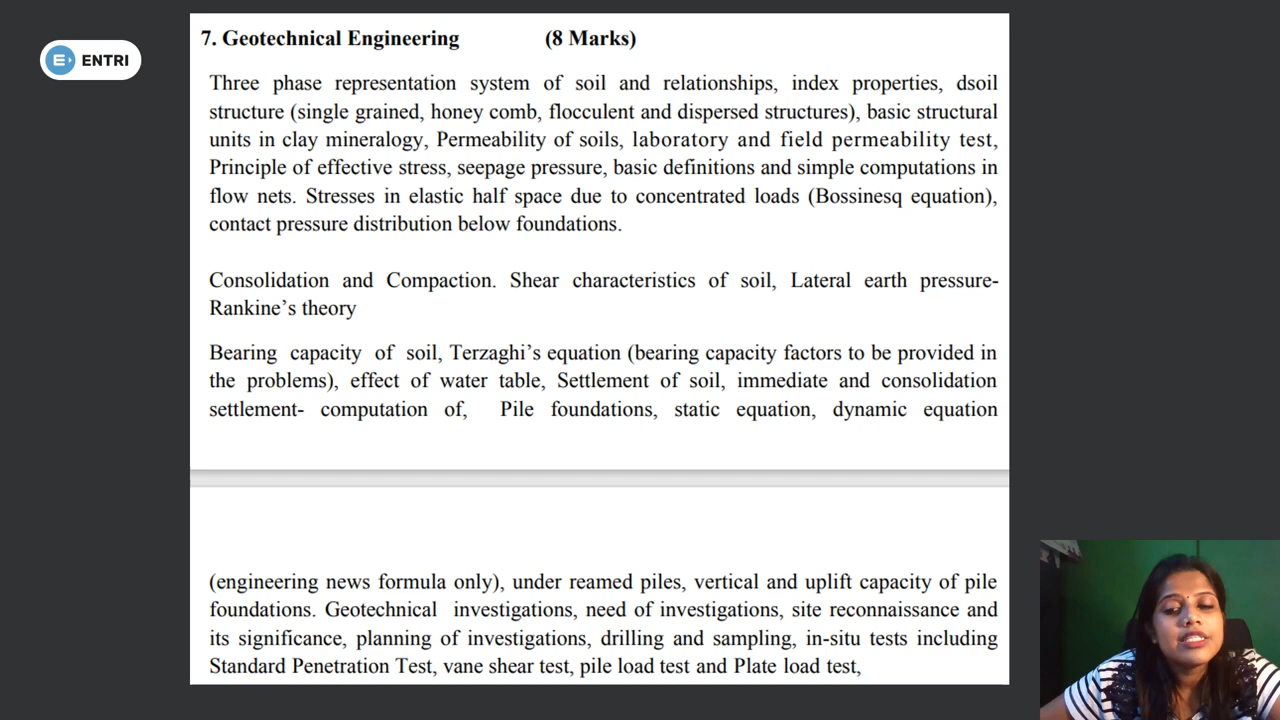 ENTRI
7. Geotechnical Engineering (8 Marks)
Three phase representation system of soil and relationships, index properties, dsoil
structure (single grained, honey comb, flocculent and dispersed structures), basic structural
units in clay mineralogy, Permeability of soils, laboratory and field permeability test,
Principle of effective stress, seepage pressure, basic definitions and simple computations in
flow nets. Stresses in elastic half space due to concentrated loads (Bossinesq equation),
contact pressure distribution below foundations.
Consolidation and Compaction. Shear characteristics of soil, Lateral earth pressure-
Rankine’s theory
Bearing capacity of soil, Terzaghi’s equation (bearing capacity factors to be provided in
the problems), effect of water table, Settlement of soil, immediate and consolidation
settlement- computation of, Pile foundations, static equation, dynamic equation
(engineering news formula only), under reamed piles, vertical and uplift capacity of pile
foundations. Geotechnical investigations, need of investigations, site reconnaissance and
its significance, planning of investigations, drilling and sampling, in-situ tests including
Standard Penetration Test, vane shear test, pile load test and Plate load test,